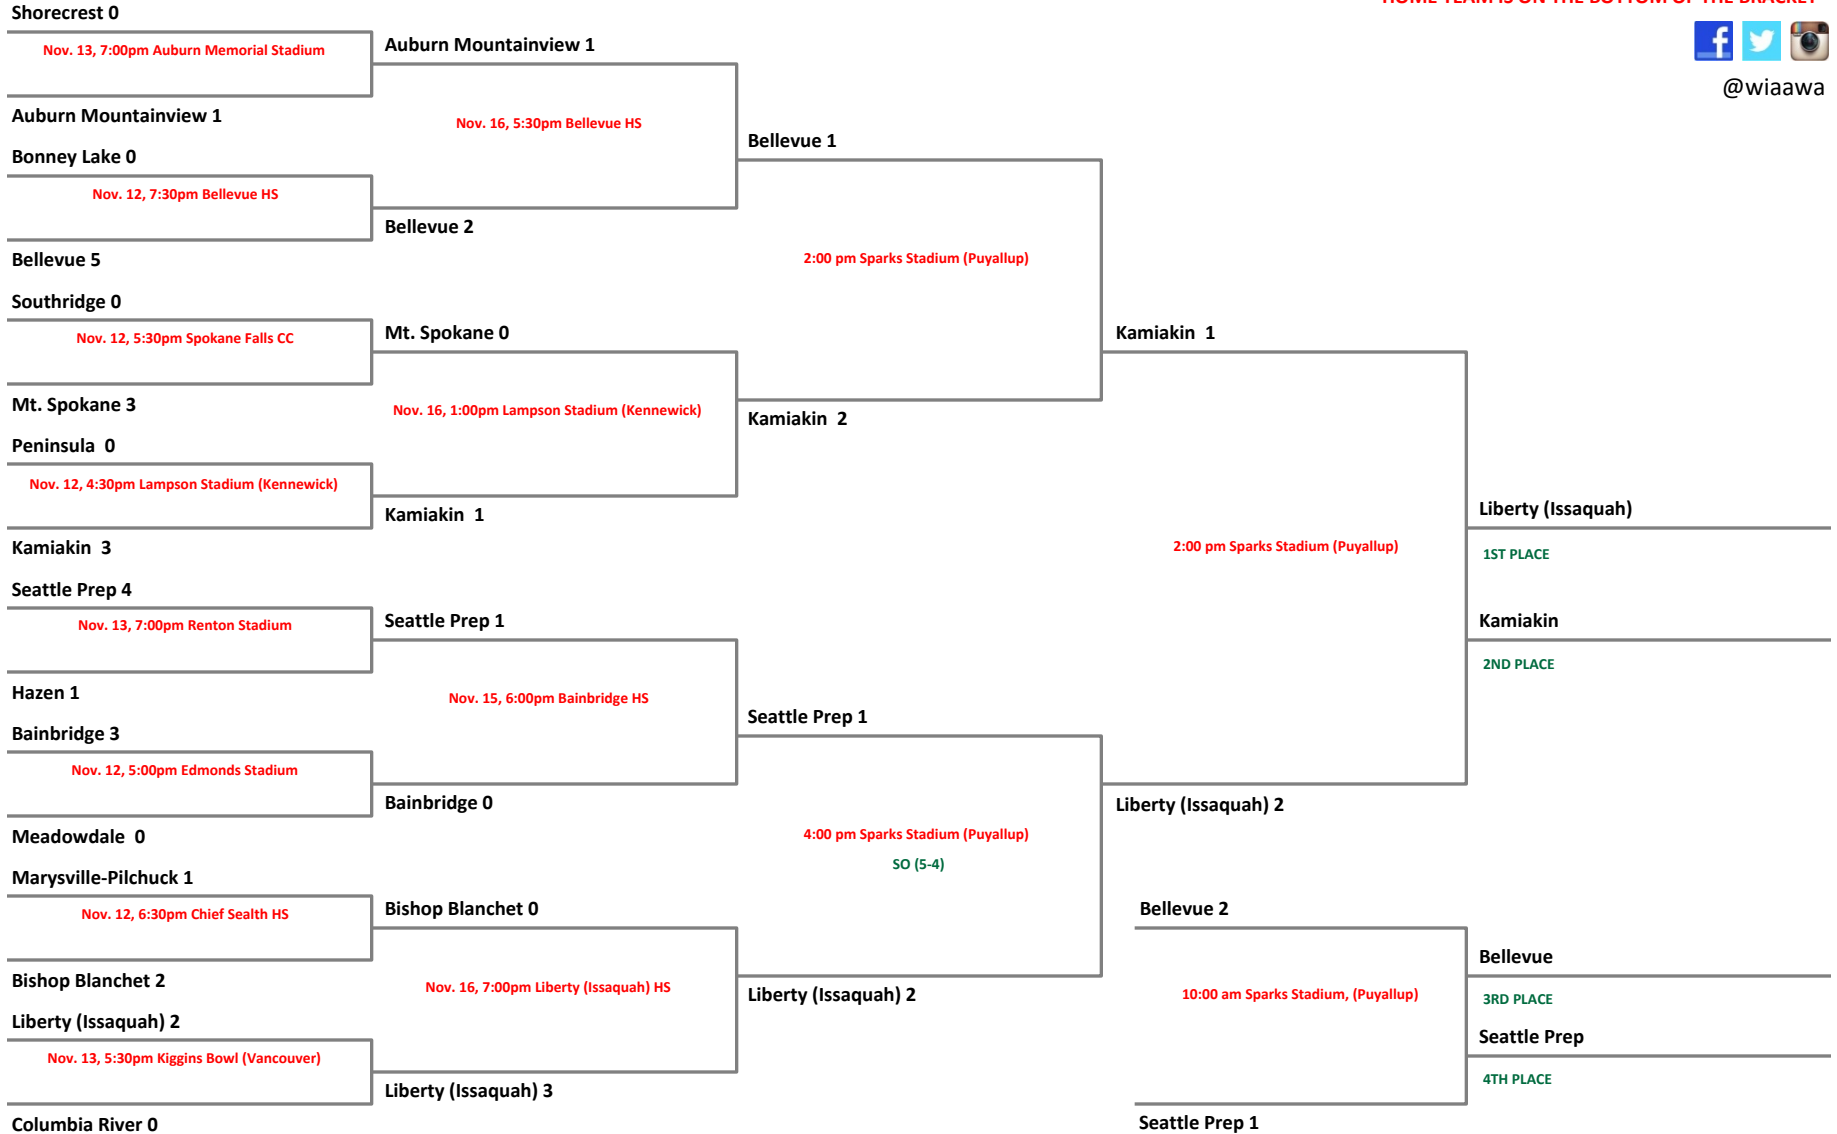 HOME TEAM IS ON THE BOTTOM OF THE BRACKET
@wiaawa
Shorecrest 0
Nov. 13, 7:00pm Auburn Memorial Stadium
Auburn Mountainview 1
Bonney Lake 0
Nov. 12, 7:30pm Bellevue HS
Bellevue 5
Southridge 0
Nov. 12, 5:30pm Spokane Falls CC
Mt. Spokane 3
Peninsula 0
Nov. 12, 4:30pm Lampson Stadium (Kennewick)
Kamiakin 3
Seattle Prep 4
Nov. 13, 7:00pm Renton Stadium
Hazen 1
Bainbridge 3
Nov. 12, 5:00pm Edmonds Stadium
Meadowdale 0
Marysville-Pilchuck 1
Nov. 12, 6:30pm Chief Sealth HS
Bishop Blanchet 2
Liberty (Issaquah) 2
Nov. 13, 5:30pm Kiggins Bowl (Vancouver)
Columbia River 0
Auburn Mountainview 1
Nov. 16, 5:30pm Bellevue HS
Bellevue 2
Mt. Spokane 0
Nov. 16, 1:00pm Lampson Stadium (Kennewick)
Kamiakin 1
Seattle Prep 1
Nov. 15, 6:00pm Bainbridge HS
Bainbridge 0
Bishop Blanchet 0
Nov. 16, 7:00pm Liberty (Issaquah) HS
Liberty (Issaquah) 3
Bellevue 1
2:00 pm Sparks Stadium (Puyallup)
Kamiakin 2
Seattle Prep 1
4:00 pm Sparks Stadium (Puyallup)
SO (5-4)
Liberty (Issaquah) 2
Kamiakin 1
2:00 pm Sparks Stadium (Puyallup)
Liberty (Issaquah) 2
Bellevue 2
10:00 am Sparks Stadium, (Puyallup)
Seattle Prep 1
Liberty (Issaquah)
1ST PLACE
Kamiakin
2ND PLACE
Bellevue
3RD PLACE
Seattle Prep
4TH PLACE